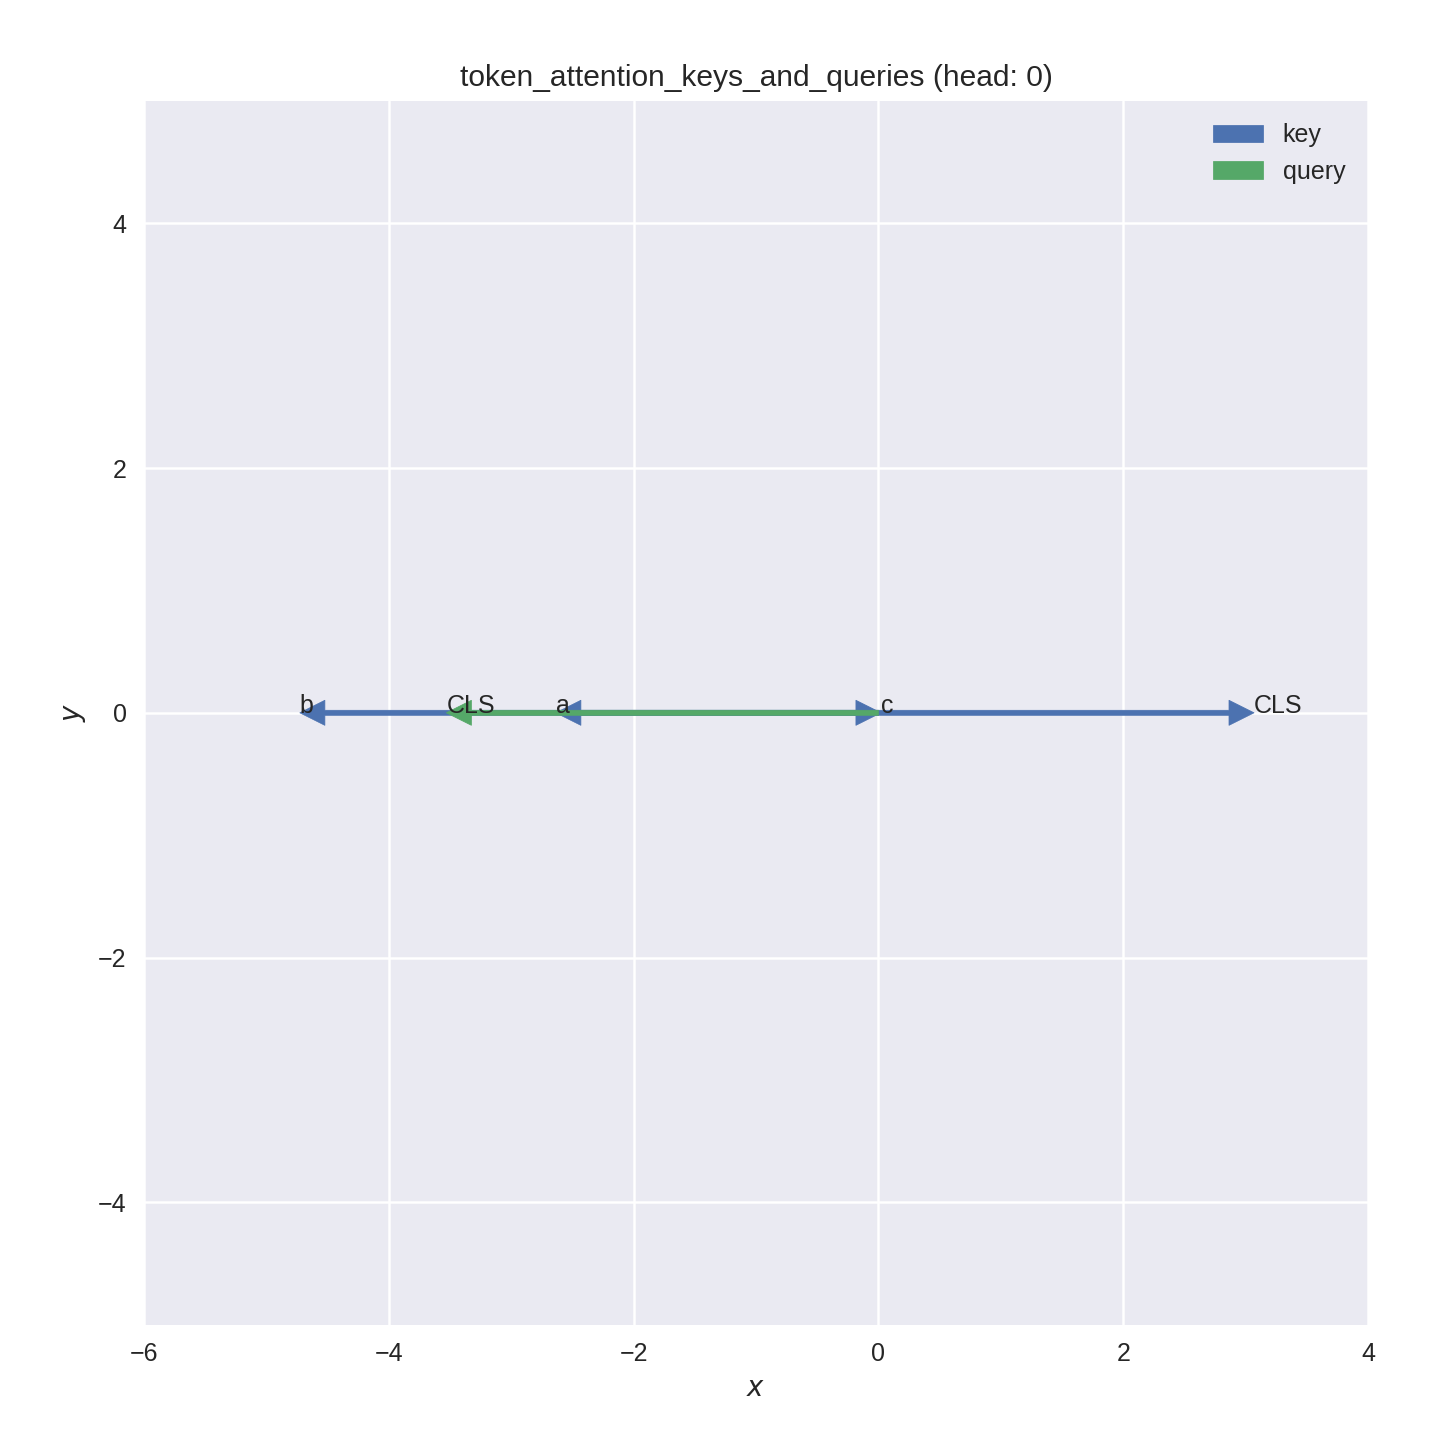 token_attention_keys_and_queries (head: 0)
key
query
4
2
b CLS a c CLS
y
0
−2
−4
−6 −4 −2 0 2 4
x